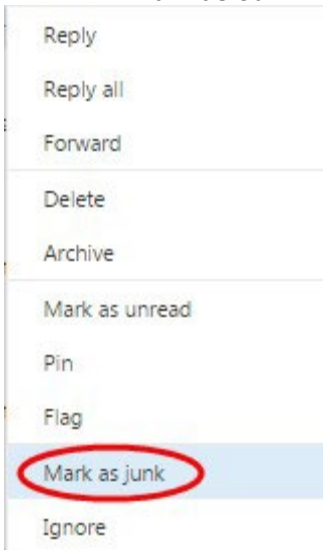 Reply
Reply all
Forward
Delete
Archive
Mark as unread
Pin
Flag
Mark as junk
Ignore